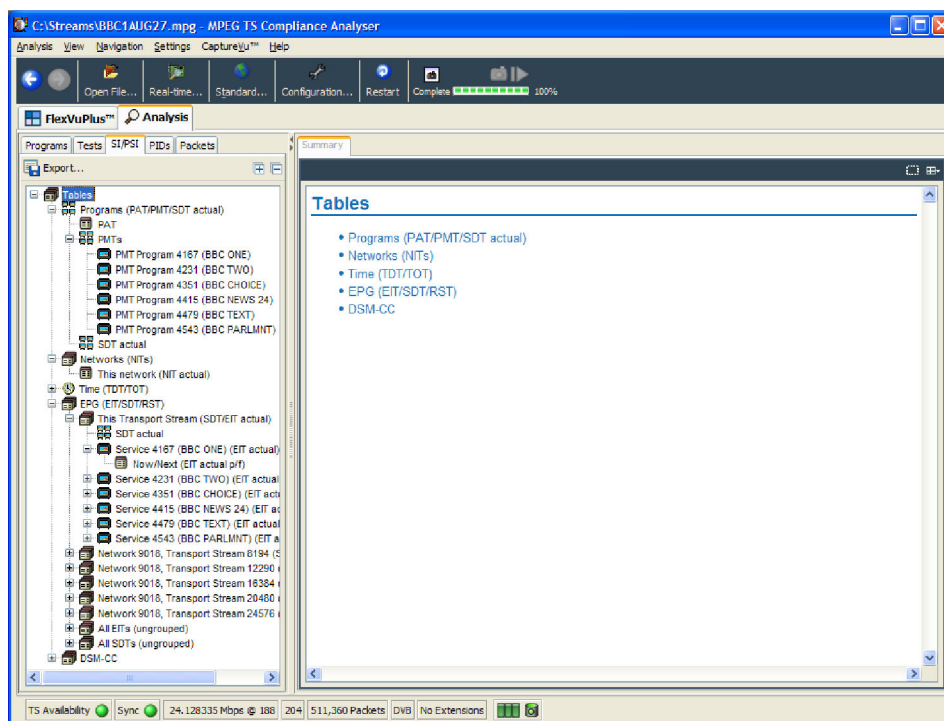 C:\Streams\BBC1AUG27.mpg - MPEG TS Compliance Analyser
Analysis View Navigation Settings CaptureVu™ Help
Open File... Real-time... Standard... Configuration... Restart Complete 100%
FlexVuPlus™ Analysis
Programs Tests SI/PSI PIDs Packets
Summary
Export...
Tables
Programs (PAT/PMT/SDT actual)
PAT
PMTs
PMT Program 4167 (BBC ONE)
PMT Program 4231 (BBC TWO)
PMT Program 4351 (BBC CHOICE)
PMT Program 4415 (BBC NEWS 24)
PMT Program 4479 (BBC TEXT)
PMT Program 4543 (BBC PARLMNT)
SDT actual
Networks (NITs)
This network (NIT actual)
Time (TDT/TOT)
EPG (EIT/SDT/RST)
This Transport Stream (SDT/EIT actual)
SDT actual
Service 4167 (BBC ONE) (EIT actual)
Now/Next (EIT actual p/f)
Service 4231 (BBC TWO) (EIT actual
Service 4351 (BBC CHOICE) (EIT actu
Service 4415 (BBC NEWS 24) (EIT ac
Service 4479 (BBC TEXT) (EIT actual
Service 4543 (BBC PARLMNT) (EIT a
Network 9018, Transport Stream 8194 (S
Network 9018, Transport Stream 12290
Network 9018, Transport Stream 16384
Network 9018, Transport Stream 20480
Network 9018, Transport Stream 24576
All EITs (ungrouped)
All SDTs (ungrouped)
DSM-CC
Tables
• Programs (PAT/PMT/SDT actual)
• Networks (NITs)
• Time (TDT/TOT)
• EPG (EIT/SDT/RST)
• DSM-CC
TS Availability Sync 24.128335 Mbps @ 188 204 511,360 Packets DVB No Extensions